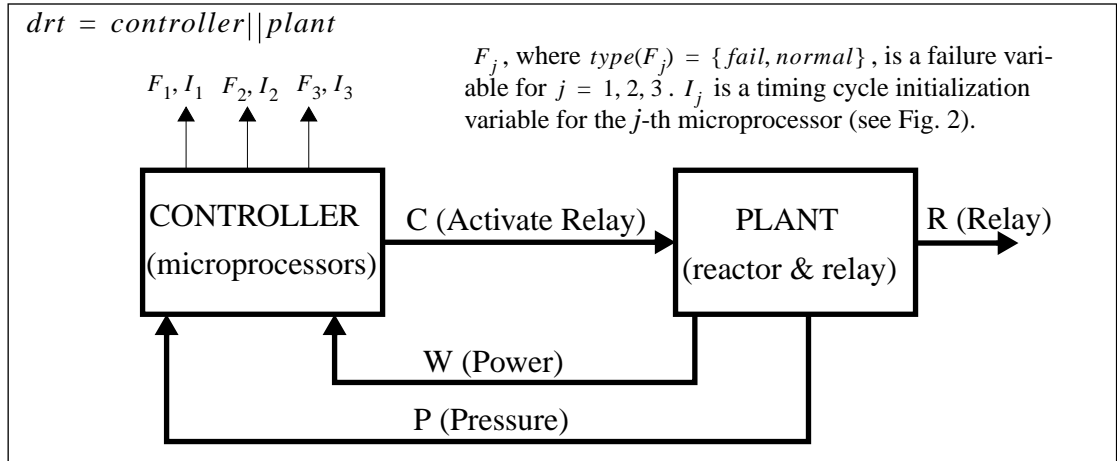 drt = controller||plant
F_j, where type(F_j) = {fail, normal}, is a failure vari-
able for j = 1, 2, 3. I_j is a timing cycle initialization
variable for the j-th microprocessor (see Fig. 2).
F_1, I_1 F_2, I_2 F_3, I_3
CONTROLLER
(microprocessors)
C (Activate Relay)
PLANT
(reactor & relay)
R (Relay)
W (Power)
P (Pressure)